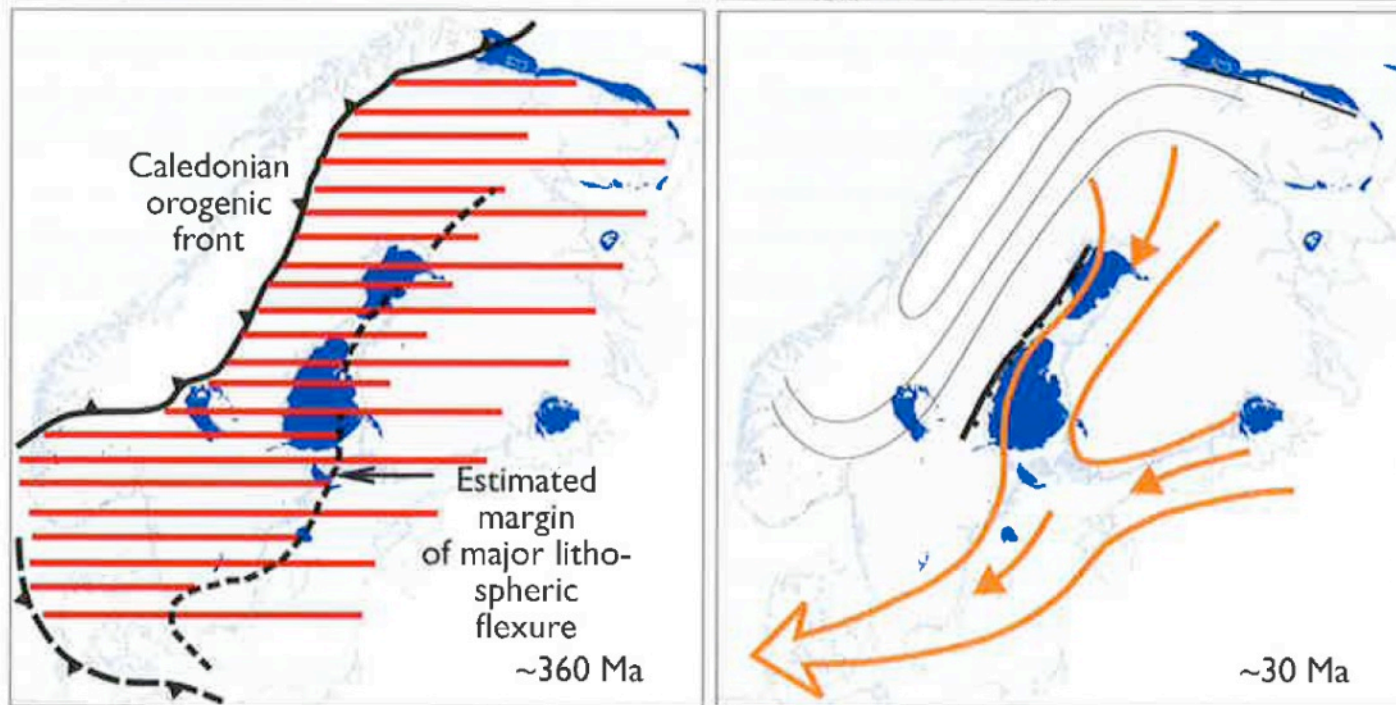 Caledonian
orogenic
front
Estimated
margin
of major litho-
spheric
flexure
~360 Ma
~30 Ma